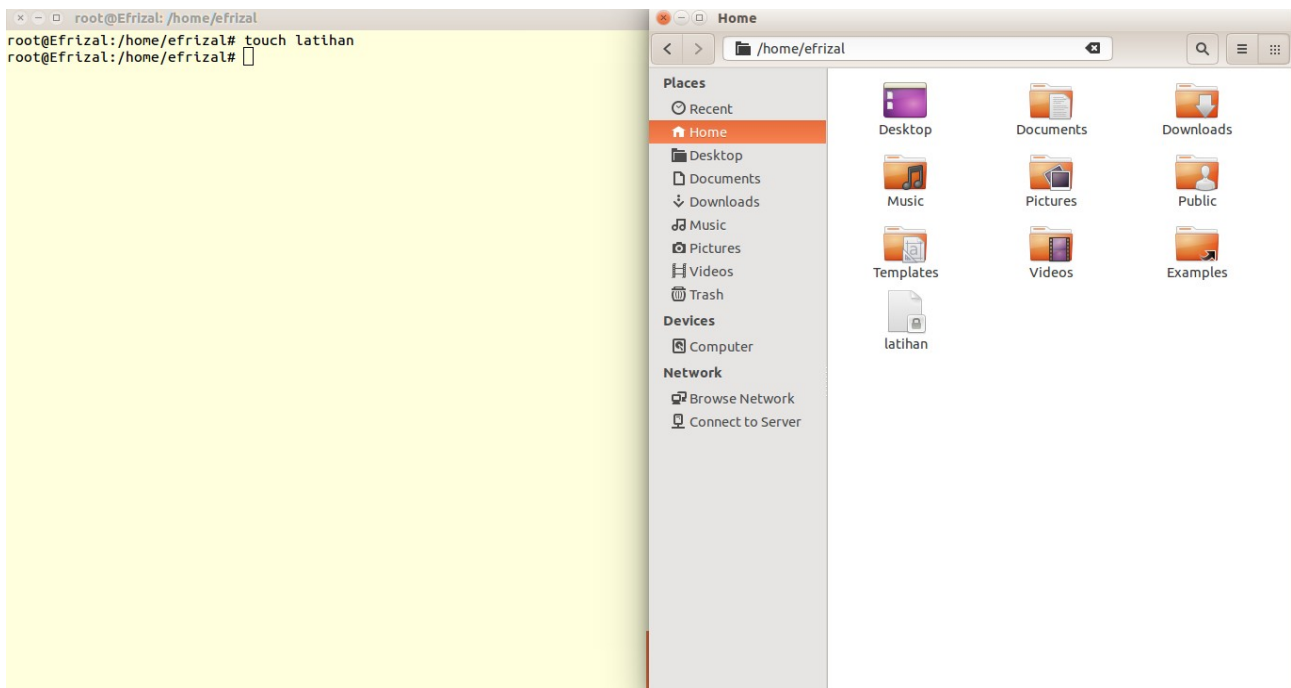 root@Efrizal: /home/efrizal
root@Efrizal:/home/efrizal# touch latihan
root@Efrizal:/home/efrizal#
Home
/home/efrizal
Places
Recent
Home
Desktop
Documents
Downloads
Music
Pictures
Videos
Trash
Devices
Computer
Network
Browse Network
Connect to Server
Desktop Documents Downloads
Music Pictures Public
Templates Videos Examples
latihan